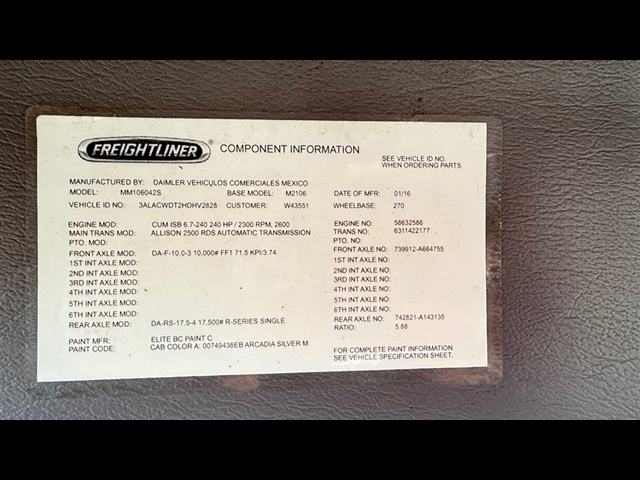 FREIGHTLINER® COMPONENT INFORMATION
SEE VEHICLE ID NO.
WHEN ORDERING PARTS
MANUFACTURED BY: DAIMLER VEHICULOS COMERCIALES MEXICO
MODEL: MM106042S BASE MODEL: M2106 DATE OF MFR: 01/16
VEHICLE ID NO: 3ALACWDT2HDHV2828 CUSTOMER: W43551 WHEELBASE: 270
ENGINE MOD: CUM ISB 6.7-240 240 HP / 2300 RPM, 2600 ENGINE NO: 58632586
MAIN TRANS MOD: ALLISON 2500 RDS AUTOMATIC TRANSMISSION TRANS NO: 6311422177
PTO. MOD: PTO. NO:
FRONT AXLE MOD: DA-F-10.0-3 10,000# FF1 71.5 KPI/3.74 FRONT AXLE NO: 739912-A664755
1ST INT AXLE MOD: 1ST INT AXLE NO:
2ND INT AXLE MOD: 2ND INT AXLE NO:
3RD INT AXLE MOD: 3RD INT AXLE NO:
4TH INT AXLE MOD: 4TH INT AXLE NO:
5TH INT AXLE MOD: 5TH INT AXLE NO:
6TH INT AXLE MOD: 6TH INT AXLE NO:
REAR AXLE MOD: DA-RS-17.5-4 17,500# R-SERIES SINGLE REAR AXLE NO: 742821-A143135
RATIO: 5.88
PAINT MFR: ELITE BC PAINT C
PAINT CODE: CAB COLOR A: 00749438EB ARCADIA SILVER M
FOR COMPLETE PAINT INFORMATION
SEE VEHICLE SPECIFICATION SHEET.